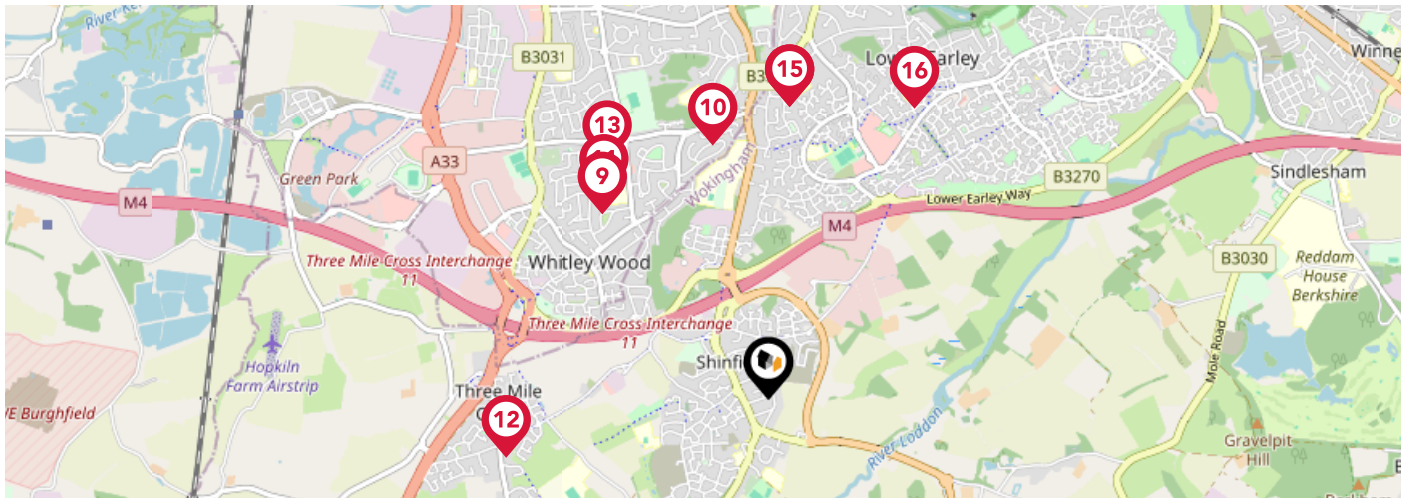 River Ke
B3031
B3
15
Lo
Earley
16
Winne
10
13
A33
9
Green Park
Wokingham
B3270
Sindlesham
M4
Lower Earley Way
M4
Whitley Wood
Three Mile Cross Interchange
11
B3030
Reddam
House
Berkshire
Three Mile Cross Interchange
11
Hopkiln
Farm Airstrip
Shinfi
Mole Road
Three Mile
C
12
VE Burghfield
River Loddon
Gravelpit
Hill